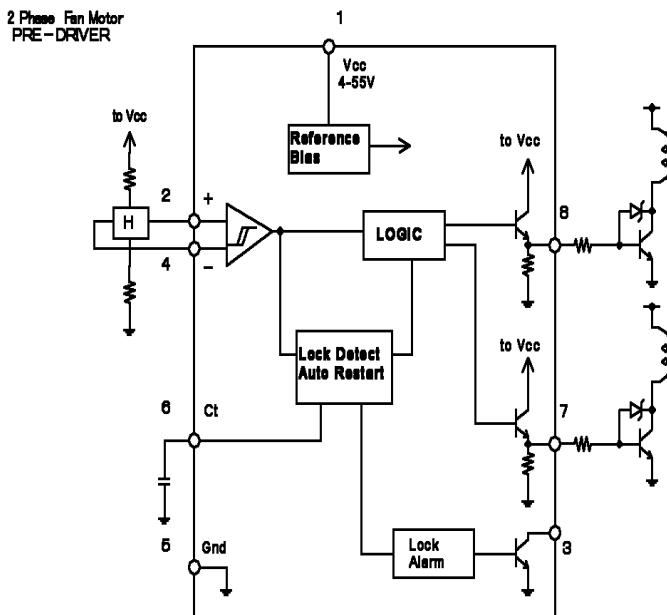 2 Phase Fan Motor
PRE-DRIVER
1
Vcc
4-55V
to Vcc
Reference
Bias
to Vcc
2
+
H
LOGIC
8
4
-
Lock Detect
Auto Restart
to Vcc
6
Ct
7
5
Gnd
Lock
Alarm
3